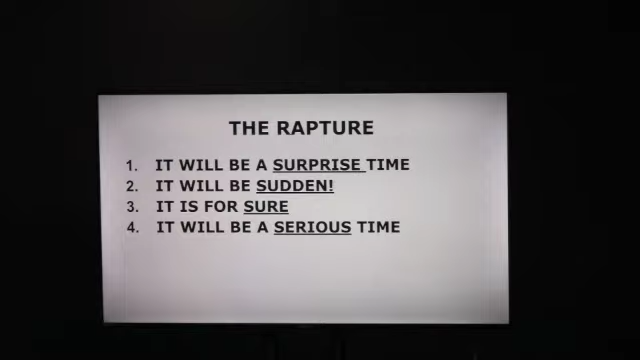 THE RAPTURE
1. IT WILL BE A SURPRISE TIME
2. IT WILL BE SUDDEN!
3. IT IS FOR SURE
4. IT WILL BE A SERIOUS TIME